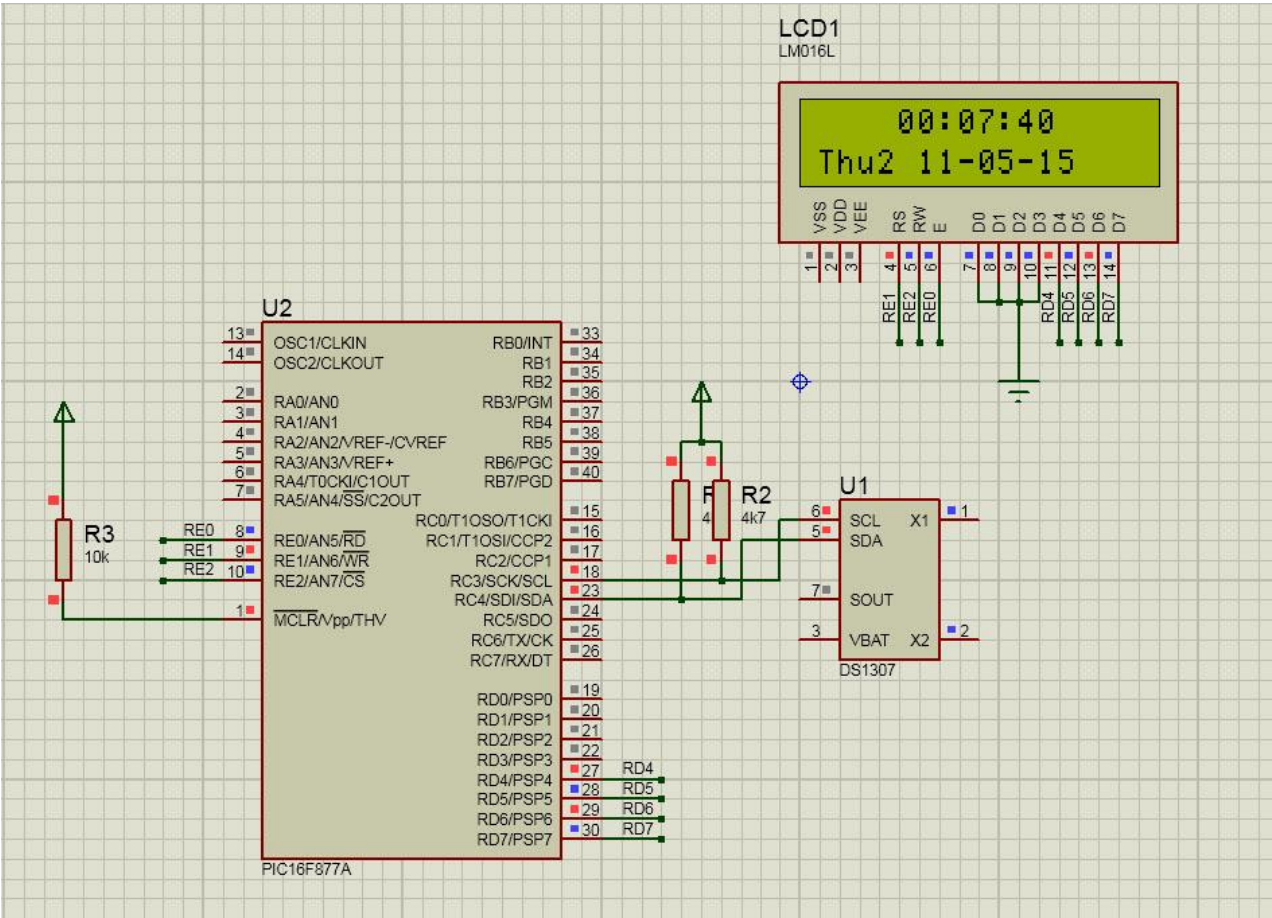 LCD1
LM016L
00:07:40
Thu2 11-05-15
VSS
VDD
VEE
RS
RW
E
D0
D1
D2
D3
D4
D5
D6
D7
1
2
3
4
5
6
7
8
9
10
11
12
13
14
RE1
RE2
RE0
RD4
RD5
RD6
RD7
U2
13 OSC1/CLKIN
14 OSC2/CLKOUT
2 RA0/AN0
3 RA1/AN1
4 RA2/AN2/VREF-/CVREF
5 RA3/AN3/VREF+
6 RA4/T0CKI/C1OUT
7 RA5/AN4/SS/C2OUT
RE0 8 RE0/AN5/RD
RE1 9 RE1/AN6/WR
RE2 10 RE2/AN7/CS
1 MCLR/Vpp/THV
RB0/INT 33
RB1 34
RB2 35
RB3/PGM 36
RB4 37
RB5 38
RB6/PGC 39
RB7/PGD 40
RC0/T1OSO/T1CKI 15
RC1/T1OSI/CCP2 16
RC2/CCP1 17
RC3/SCK/SCL 18
RC4/SDI/SDA 23
RC5/SDO 24
RC6/TX/CK 25
RC7/RX/DT 26
RD0/PSP0 19
RD1/PSP1 20
RD2/PSP2 21
RD3/PSP3 22
RD4/PSP4 27 RD4
RD5/PSP5 28 RD5
RD6/PSP6 29 RD6
RD7/PSP7 30 RD7
PIC16F877A
R3
10k
R2
4k7
U1
6 SCL X1 1
5 SDA
7 SOUT
3 VBAT X2 2
DS1307